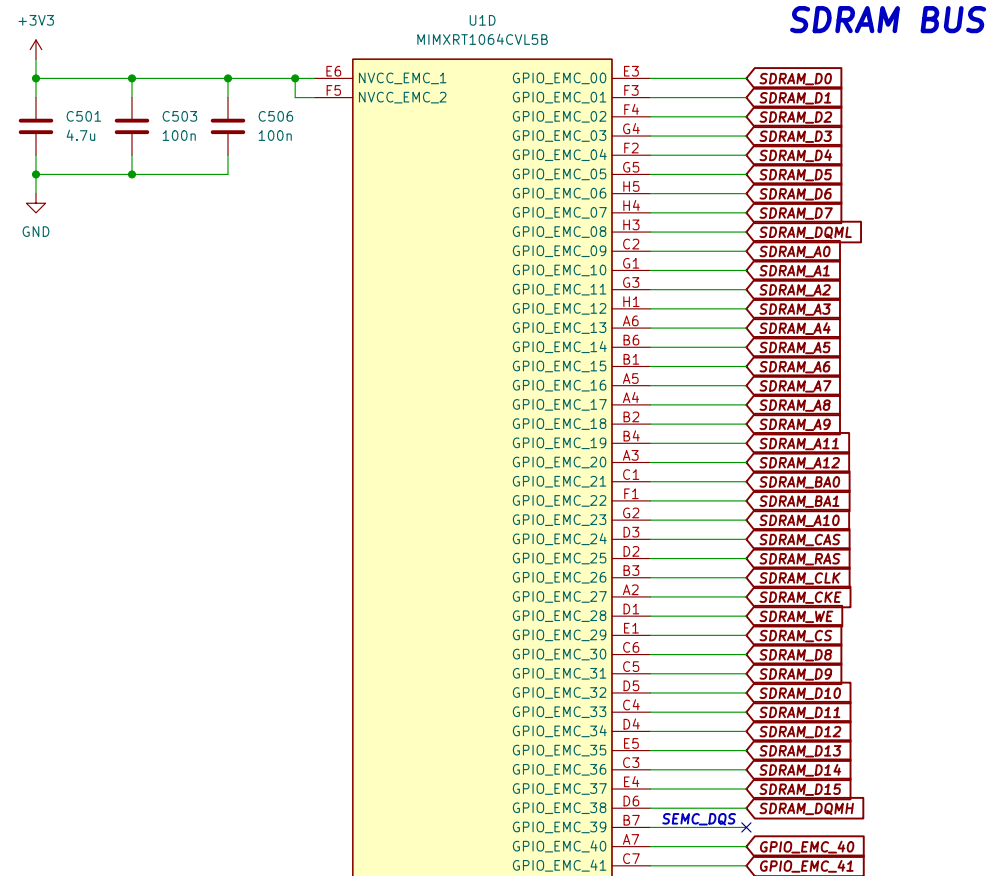 SDRAM BUS
+3V3
U1D
MIMXRT1064CVL5B
C501
4.7u
C503
100n
C506
100n
GND
E6 NVCC_EMC_1
F5 NVCC_EMC_2
GPIO_EMC_00 E3 SDRAM_D0
GPIO_EMC_01 F3 SDRAM_D1
GPIO_EMC_02 F4 SDRAM_D2
GPIO_EMC_03 G4 SDRAM_D3
GPIO_EMC_04 F2 SDRAM_D4
GPIO_EMC_05 G5 SDRAM_D5
GPIO_EMC_06 H5 SDRAM_D6
GPIO_EMC_07 H4 SDRAM_D7
GPIO_EMC_08 H3 SDRAM_DQML
GPIO_EMC_09 C2 SDRAM_A0
GPIO_EMC_10 G1 SDRAM_A1
GPIO_EMC_11 G3 SDRAM_A2
GPIO_EMC_12 H1 SDRAM_A3
GPIO_EMC_13 A6 SDRAM_A4
GPIO_EMC_14 B6 SDRAM_A5
GPIO_EMC_15 B1 SDRAM_A6
GPIO_EMC_16 A5 SDRAM_A7
GPIO_EMC_17 A4 SDRAM_A8
GPIO_EMC_18 B2 SDRAM_A9
GPIO_EMC_19 B4 SDRAM_A11
GPIO_EMC_20 A3 SDRAM_A12
GPIO_EMC_21 C1 SDRAM_BA0
GPIO_EMC_22 F1 SDRAM_BA1
GPIO_EMC_23 G2 SDRAM_A10
GPIO_EMC_24 D3 SDRAM_CAS
GPIO_EMC_25 D2 SDRAM_RAS
GPIO_EMC_26 B3 SDRAM_CLK
GPIO_EMC_27 A2 SDRAM_CKE
GPIO_EMC_28 D1 SDRAM_WE
GPIO_EMC_29 E1 SDRAM_CS
GPIO_EMC_30 C6 SDRAM_D8
GPIO_EMC_31 C5 SDRAM_D9
GPIO_EMC_32 D5 SDRAM_D10
GPIO_EMC_33 C4 SDRAM_D11
GPIO_EMC_34 D4 SDRAM_D12
GPIO_EMC_35 E5 SDRAM_D13
GPIO_EMC_36 C3 SDRAM_D14
GPIO_EMC_37 E4 SDRAM_D15
GPIO_EMC_38 D6 SDRAM_DQMH
GPIO_EMC_39 B7 SEMC_DQS
GPIO_EMC_40 A7 GPIO_EMC_40
GPIO_EMC_41 C7 GPIO_EMC_41